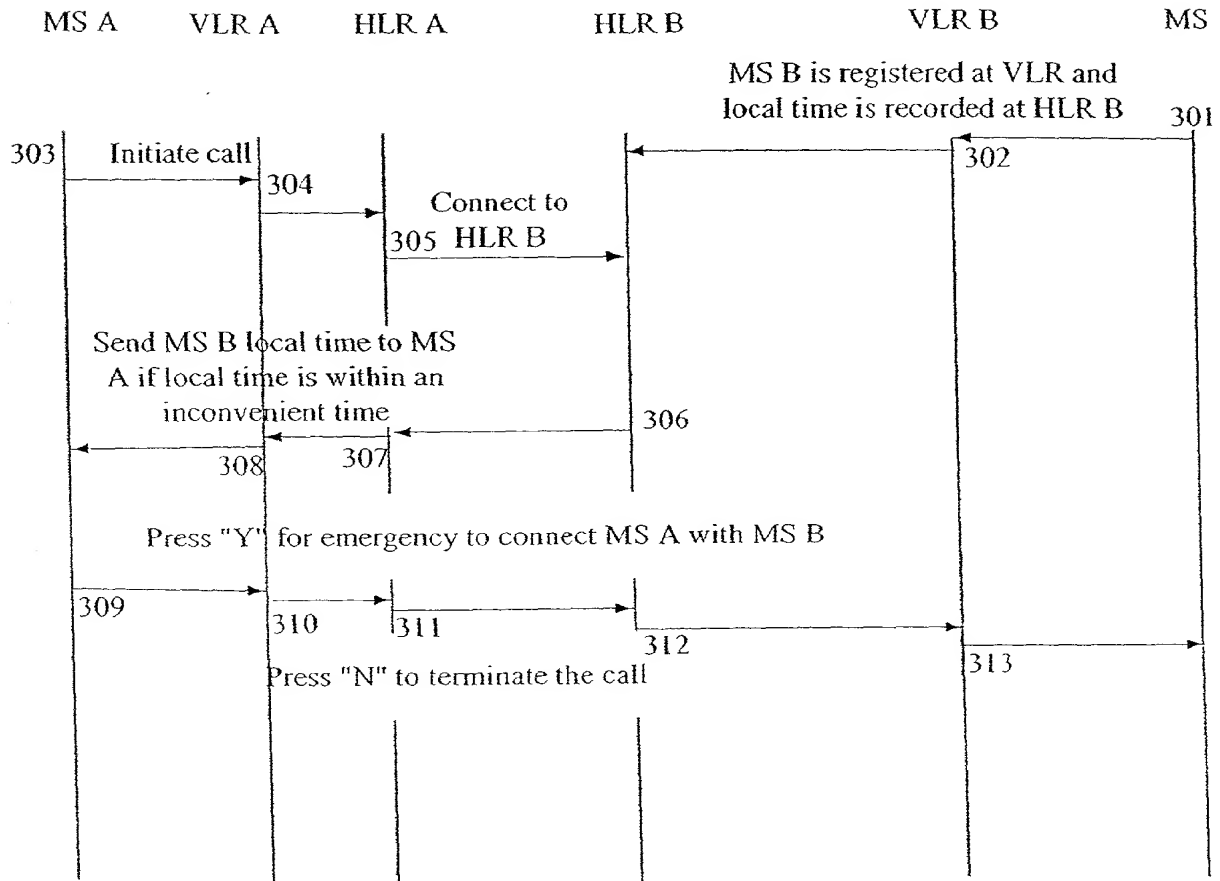 MS A VLR A HLR A HLR B VLR B MS
MS B is registered at VLR and
local time is recorded at HLR B
301
302
303
Initiate call
304
Connect to
HLR B
305
Send MS B local time to MS
A if local time is within an
inconvenient time
306
307
308
Press "Y" for emergency to connect MS A with MS B
309
310
311
312
313
Press "N" to terminate the call